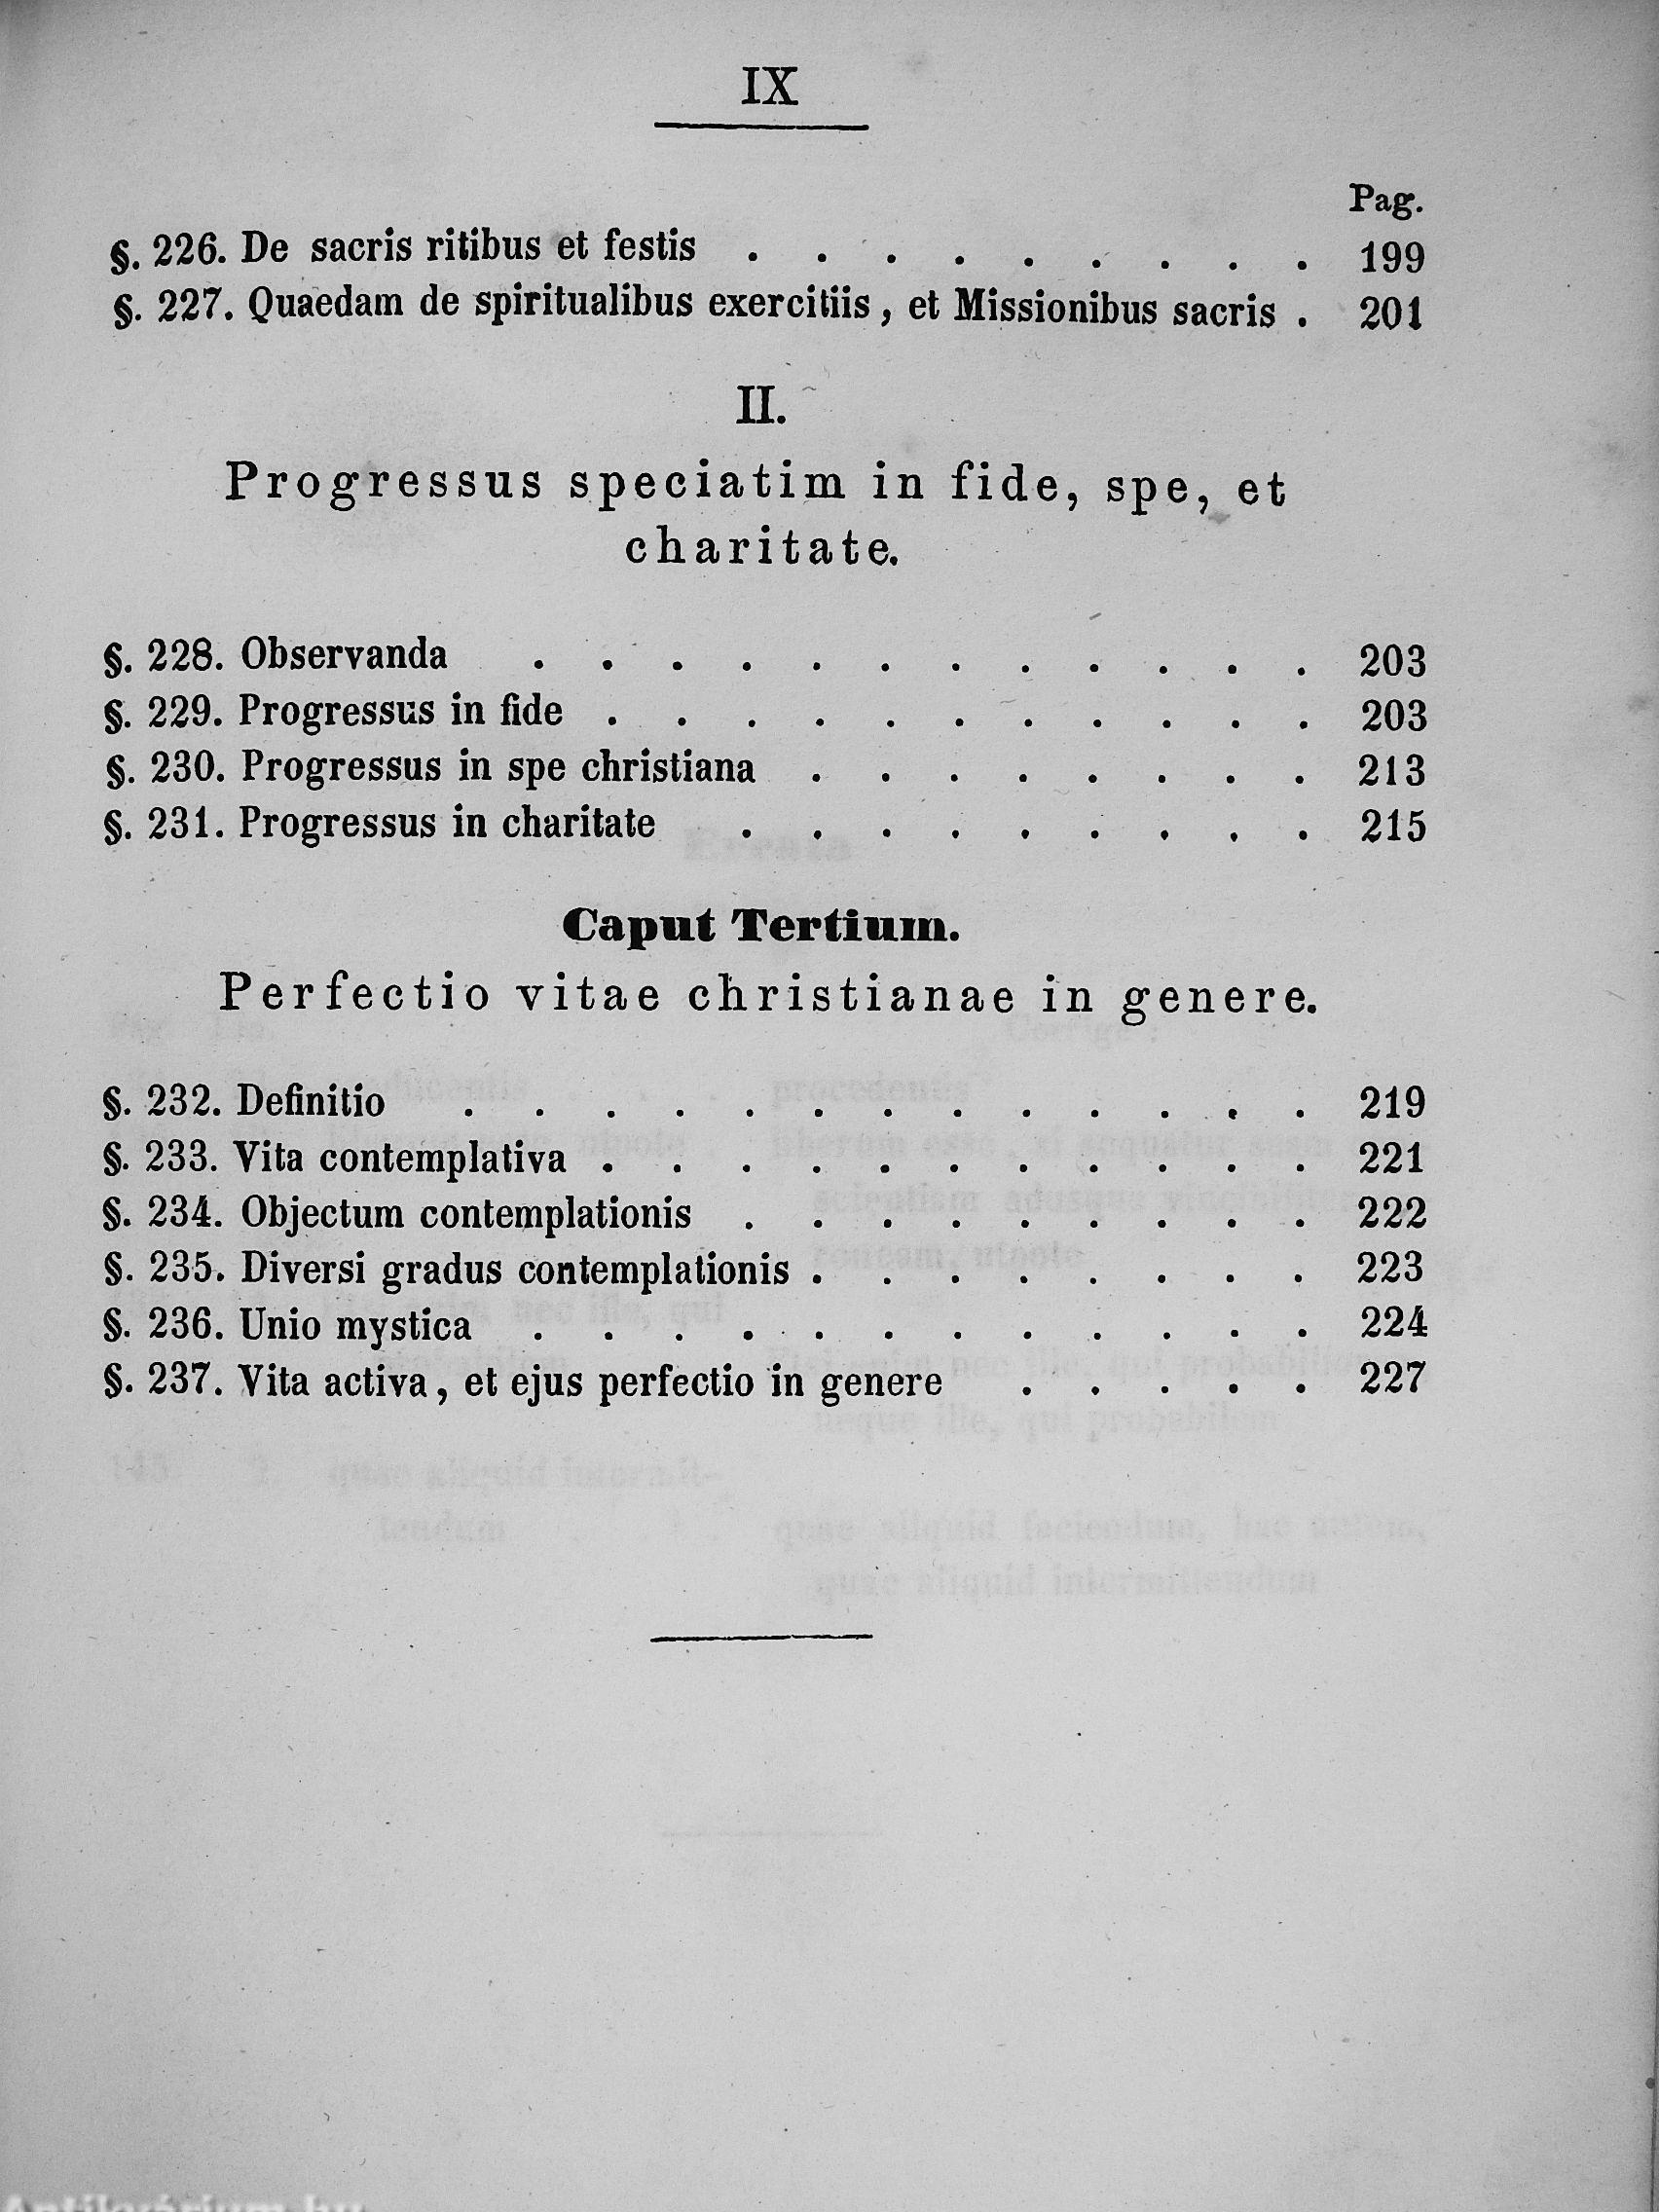 IX
Pag.
§. 226. De sacris ritibus et festis . . . . . . . . . 199
§. 227. Quaedam de spiritualibus exercitiis, et Missionibus sacris . 201
II.
Progressus speciatim in fide, spe, et
charitate.
§. 228. Observanda . . . . . . . . . . . . 203
§. 229. Progressus in fide . . . . . . . . . . . 203
§. 230. Progressus in spe christiana . . . . . . . . 213
§. 231. Progressus in charitate . . . . . . . . . 215
Caput Tertium.
Perfectio vitae christianae in genere.
§. 232. Definitio . . . . . . . . . . . . . 219
§. 233. Vita contemplativa . . . . . . . . . . . 221
§. 234. Objectum contemplationis . . . . . . . . . 222
§. 235. Diversi gradus contemplationis . . . . . . . . 223
§. 236. Unio mystica . . . . . . . . . . . . 224
§. 237. Vita activa, et ejus perfectio in genere . . . . . 227